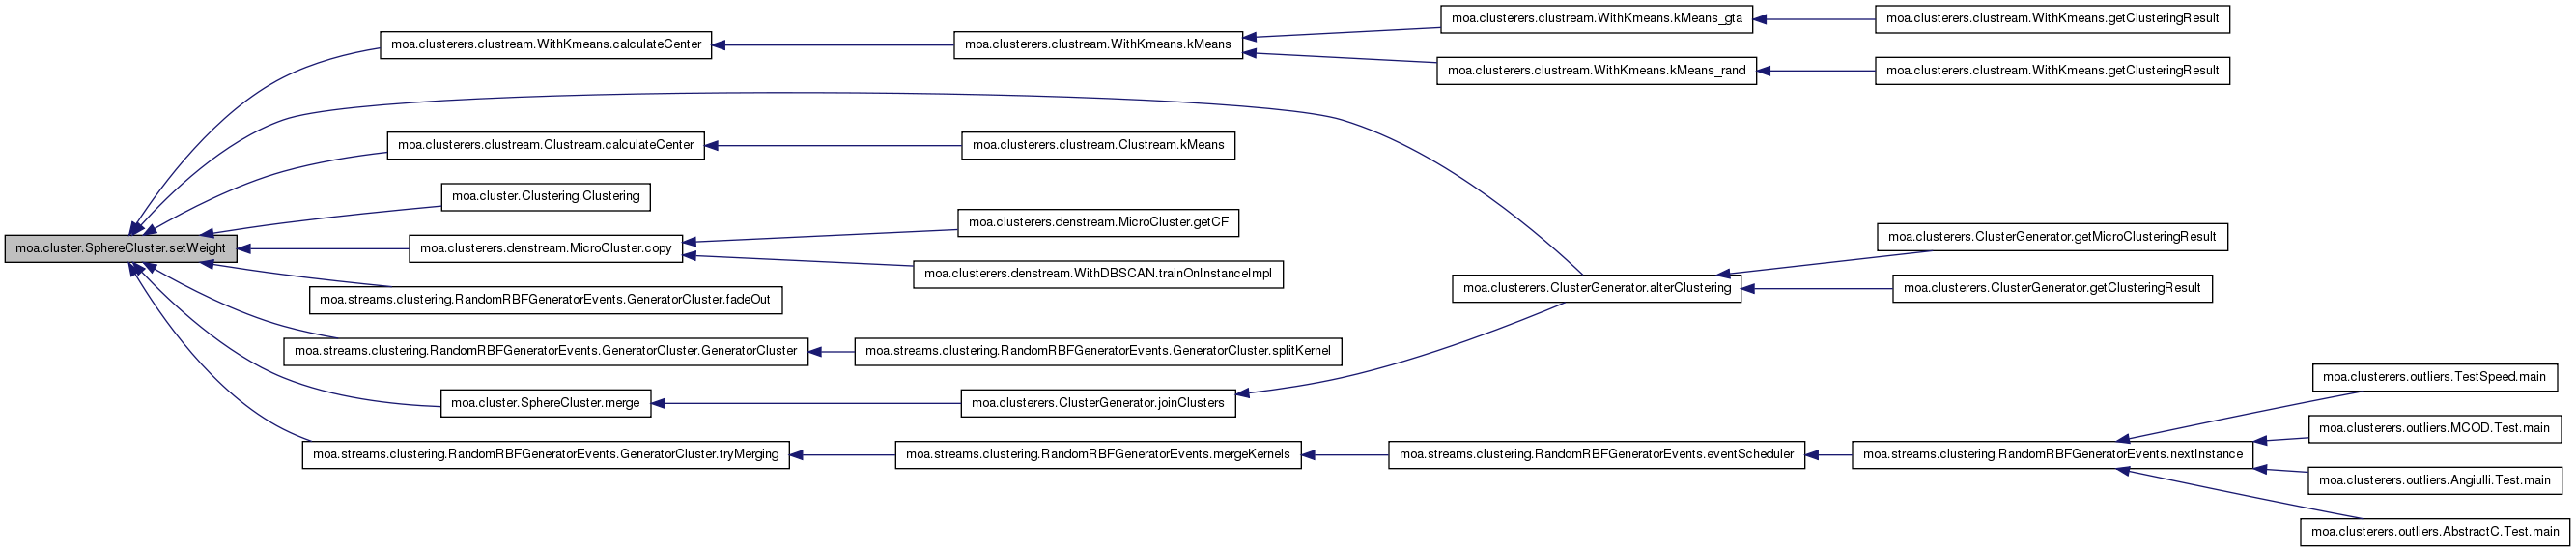 moa.cluster.SphereCluster.setWeight
moa.clusterers.clustream.WithKmeans.calculateCenter
moa.clusterers.clustream.WithKmeans.kMeans
moa.clusterers.clustream.WithKmeans.kMeans_gta
moa.clusterers.clustream.WithKmeans.getClusteringResult
moa.clusterers.clustream.WithKmeans.kMeans_rand
moa.clusterers.clustream.WithKmeans.getClusteringResult
moa.clusterers.clustream.Clustream.calculateCenter
moa.clusterers.clustream.Clustream.kMeans
moa.cluster.Clustering.Clustering
moa.clusterers.denstream.MicroCluster.copy
moa.clusterers.denstream.MicroCluster.getCF
moa.clusterers.denstream.WithDBSCAN.trainOnInstanceImpl
moa.streams.clustering.RandomRBFGeneratorEvents.GeneratorCluster.fadeOut
moa.clusterers.ClusterGenerator.alterClustering
moa.clusterers.ClusterGenerator.getMicroClusteringResult
moa.clusterers.ClusterGenerator.getClusteringResult
moa.streams.clustering.RandomRBFGeneratorEvents.GeneratorCluster.GeneratorCluster
moa.streams.clustering.RandomRBFGeneratorEvents.GeneratorCluster.splitKernel
moa.cluster.SphereCluster.merge
moa.clusterers.ClusterGenerator.joinClusters
moa.streams.clustering.RandomRBFGeneratorEvents.GeneratorCluster.tryMerging
moa.streams.clustering.RandomRBFGeneratorEvents.mergeKernels
moa.streams.clustering.RandomRBFGeneratorEvents.eventScheduler
moa.streams.clustering.RandomRBFGeneratorEvents.nextInstance
moa.clusterers.outliers.TestSpeed.main
moa.clusterers.outliers.MCOD.Test.main
moa.clusterers.outliers.Angiulli.Test.main
moa.clusterers.outliers.AbstractC.Test.main